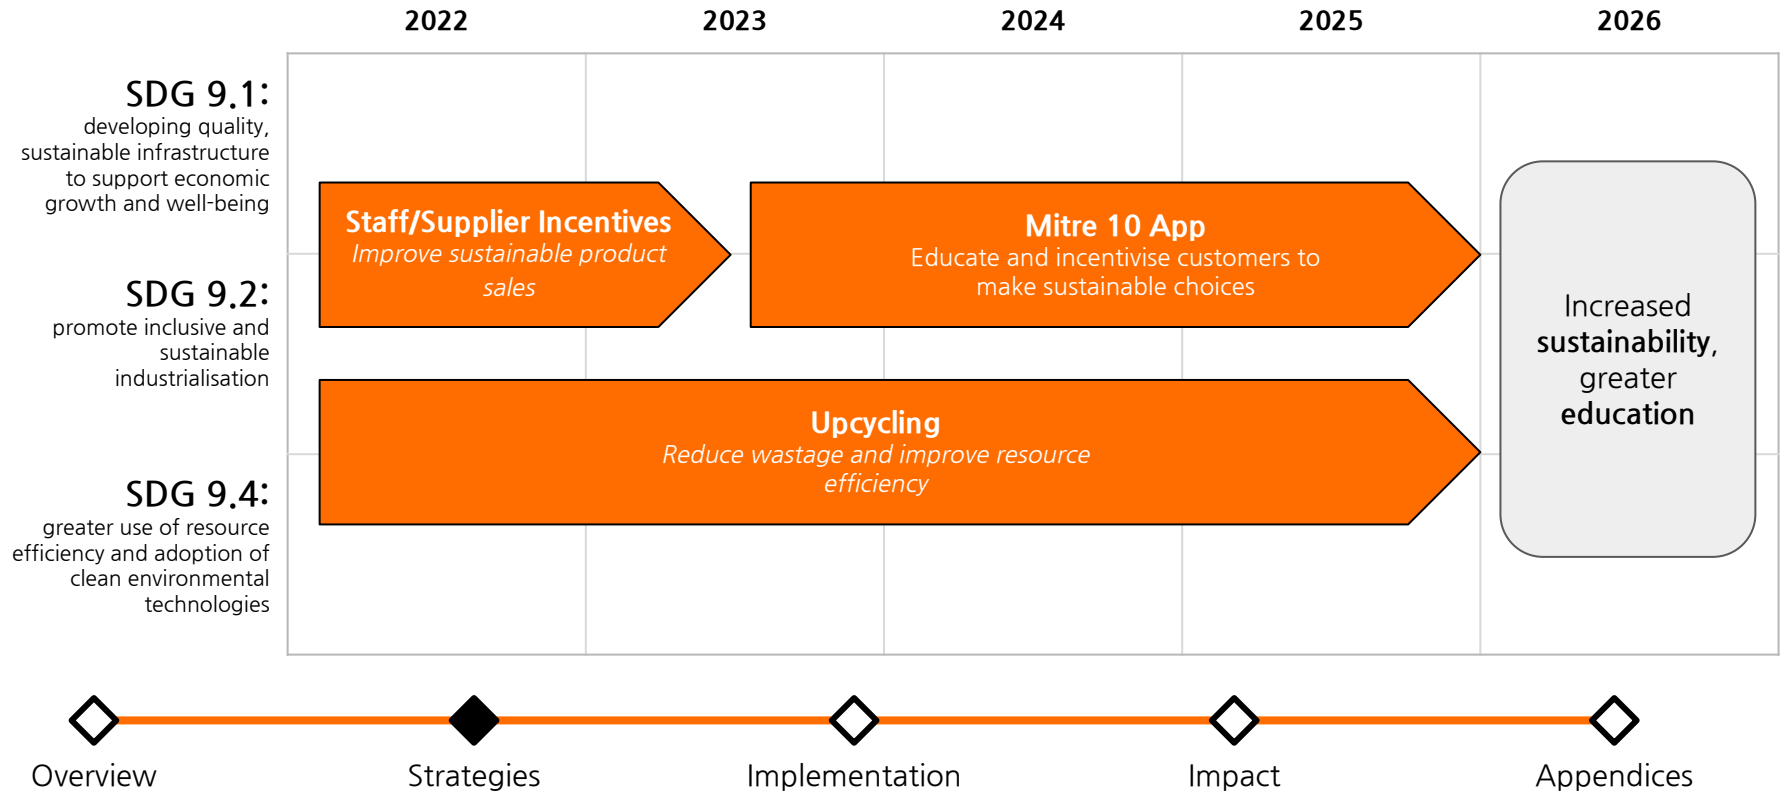 2022
2023
2024
2025
2026
SDG 9.1:
developing quality,
sustainable infrastructure
to support economic
growth and well-being
SDG 9.2:
promote inclusive and
sustainable
industrialisation
SDG 9.4:
greater use of resource
efficiency and adoption of
clean environmental
technologies
Staff/Supplier Incentives
Improve sustainable product
sales
Mitre 10 App
Educate and incentivise customers to
make sustainable choices
Upcycling
Reduce wastage and improve resource
efficiency
Increased
sustainability,
greater
education
Overview
Strategies
Implementation
Impact
Appendices